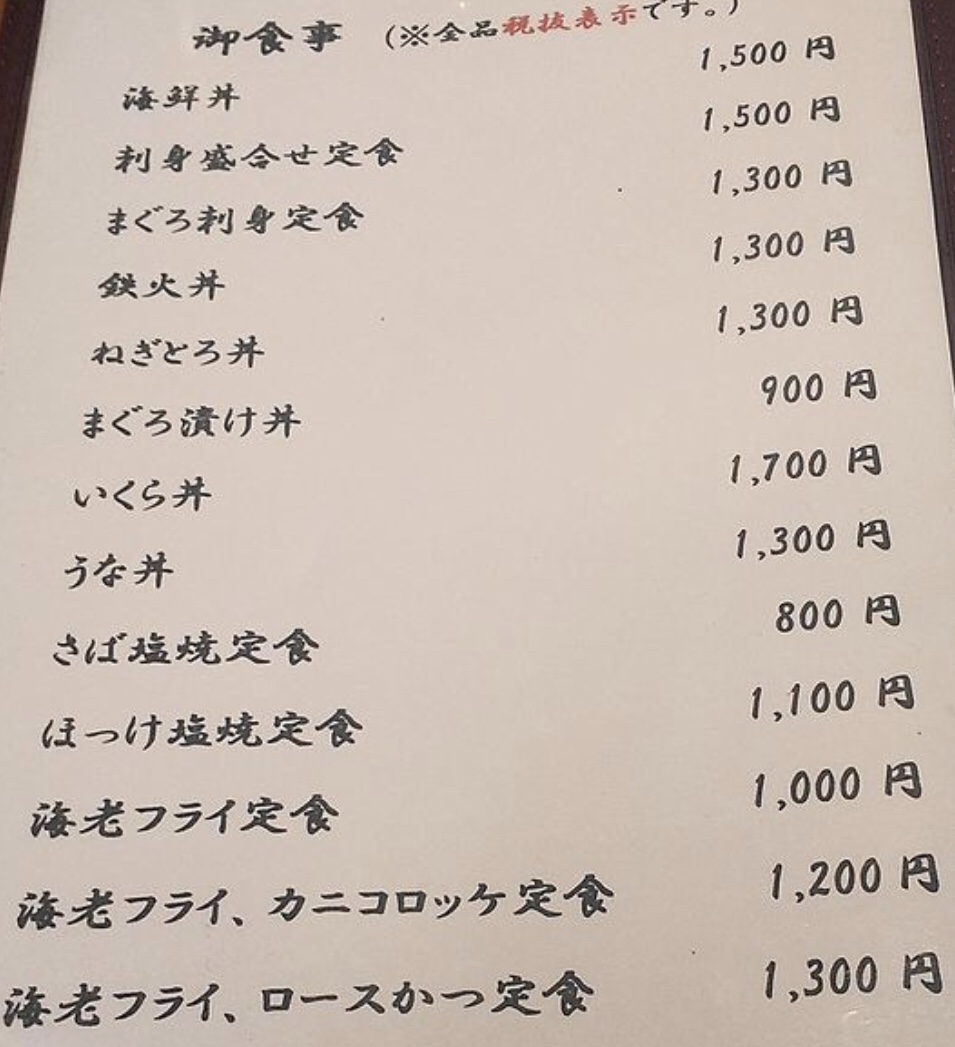 御食事 (※全品税抜表示です。)
海鮮丼 1,500 円
刺身盛合せ定食 1,500 円
まぐろ刺身定食 1,300 円
鉄火丼 1,300 円
ねぎとろ丼 1,300 円
まぐろ漬け丼 900 円
いくら丼 1,700 円
うな丼 1,300 円
さば塩焼定食 800 円
ほっけ塩焼定食 1,100 円
海老フライ定食 1,000 円
海老フライ、カニコロッケ定食 1,200 円
海老フライ、ロースかつ定食 1,300 円